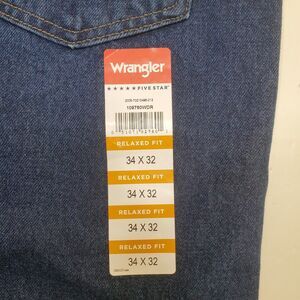 Wrangler
★★★★★ FIVE STAR
109760WDR
RELAXED FIT
34 X 32
RELAXED FIT
34 X 32
RELAXED FIT
34 X 32
RELAXED FIT
34 X 32